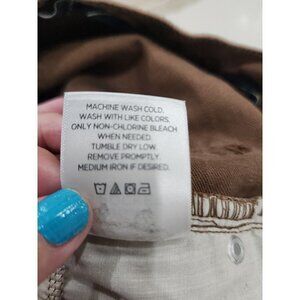 MACHINE WASH COLD.
WASH WITH LIKE COLORS.
ONLY NON-CHLORINE BLEACH
WHEN NEEDED.
TUMBLE DRY LOW.
REMOVE PROMPTLY.
MEDIUM IRON IF DESIRED.